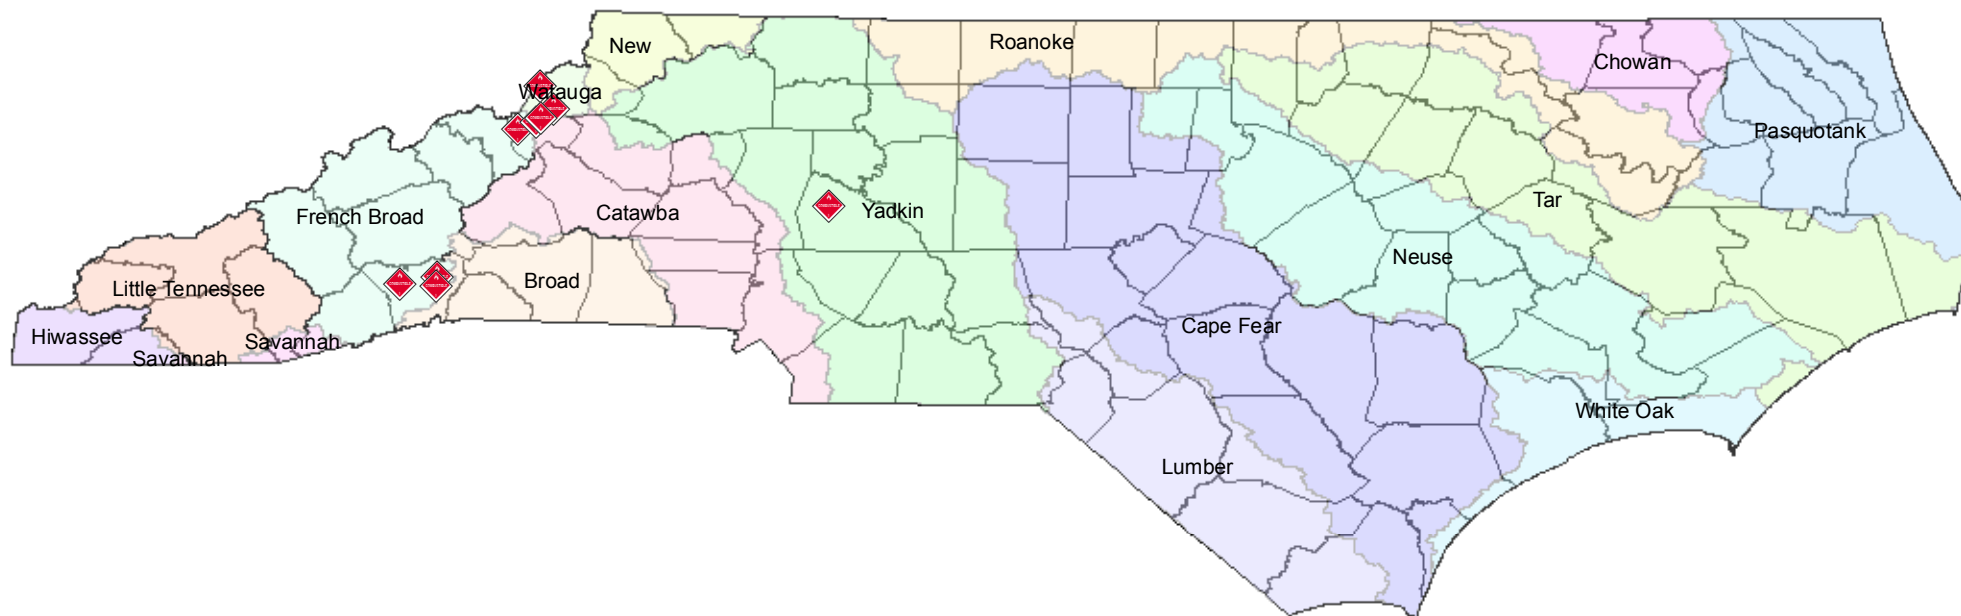 New
Roanoke
Chowan
Watauga
Pasquotank
Tar
Yadkin
Catawba
French Broad
Neuse
Broad
Little Tennessee
Cape Fear
Hiwassee
Savannah
Savannah
White Oak
Lumber